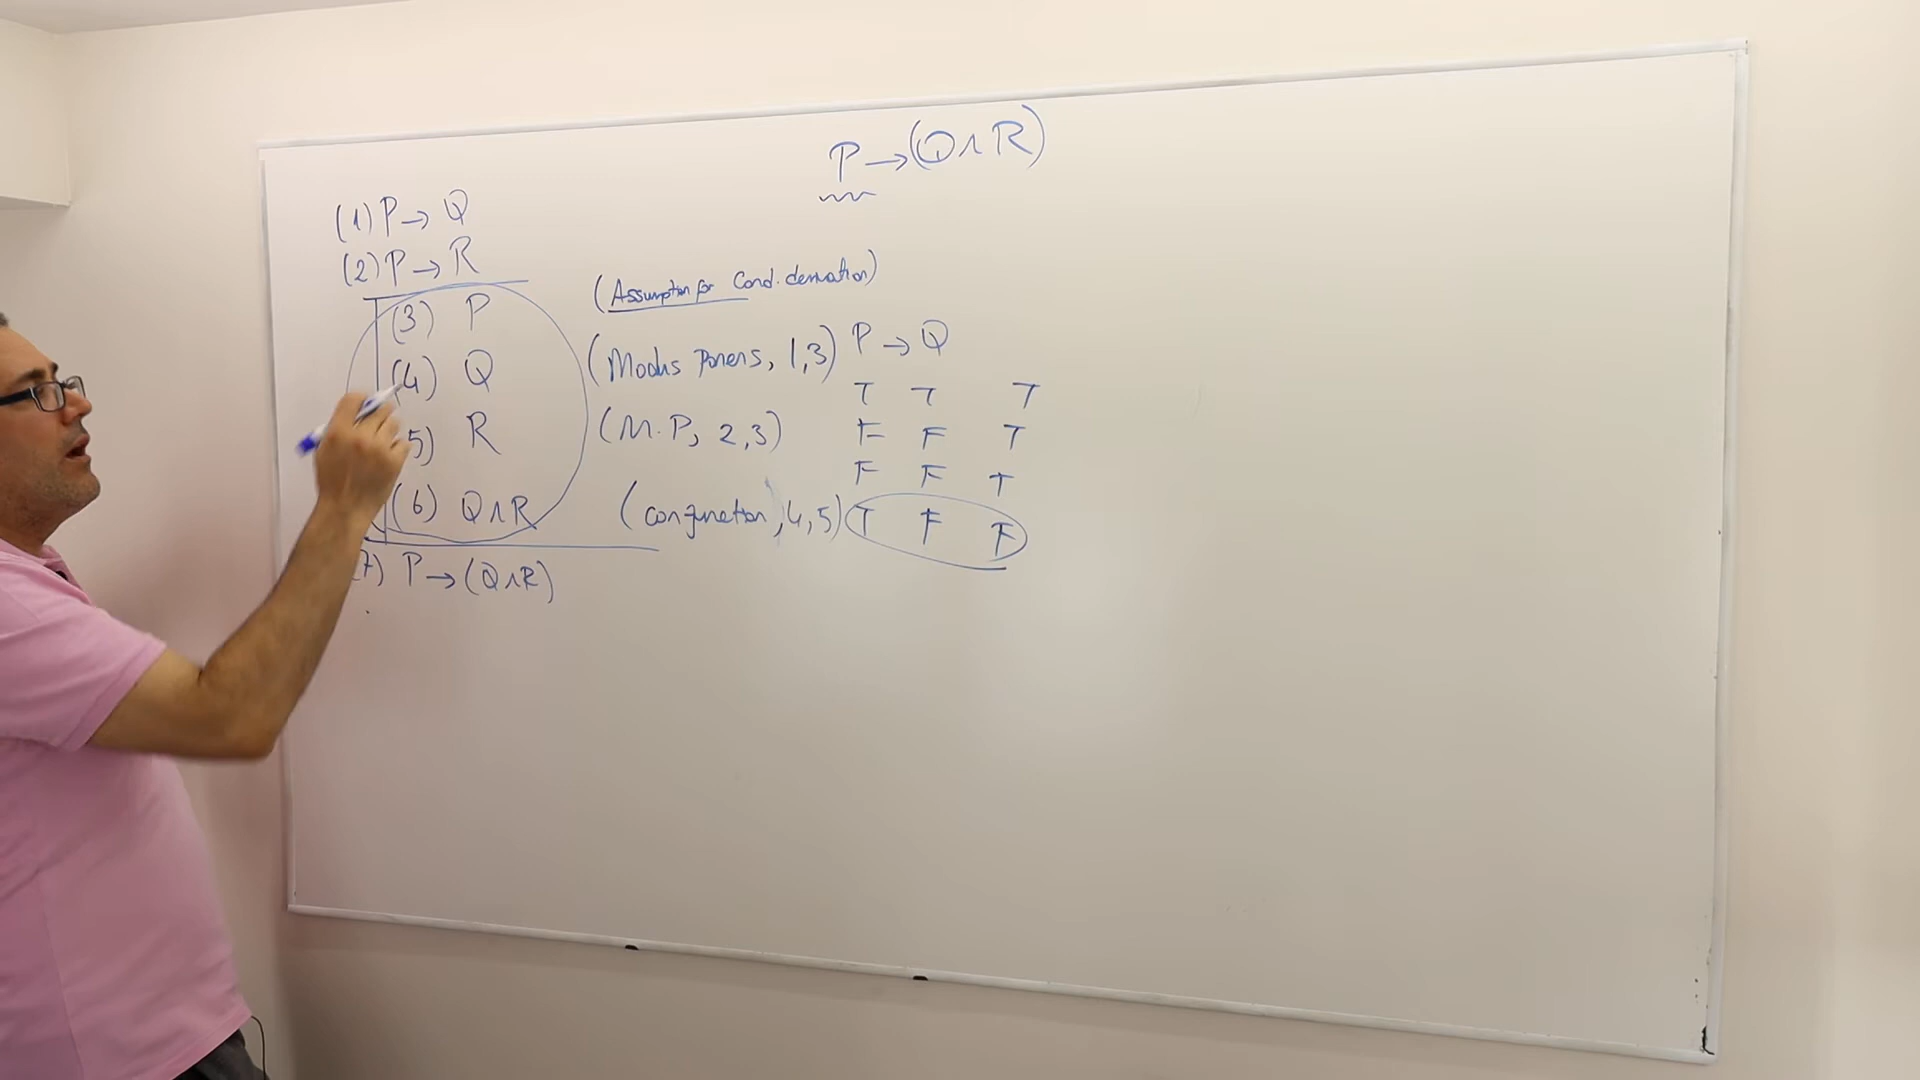 P → (Q ∧ R)
(1) P → Q
(2) P → R
(3) P (Assumption for Cond. derivation)
(4) Q (Modus Ponens, 1,3)
5) R (M.P, 2,3)
(6) Q ∧ R (conjunction, 4,5)
7) P → (Q ∧ R)
P → Q
T T T
F F T
F F T
T F F